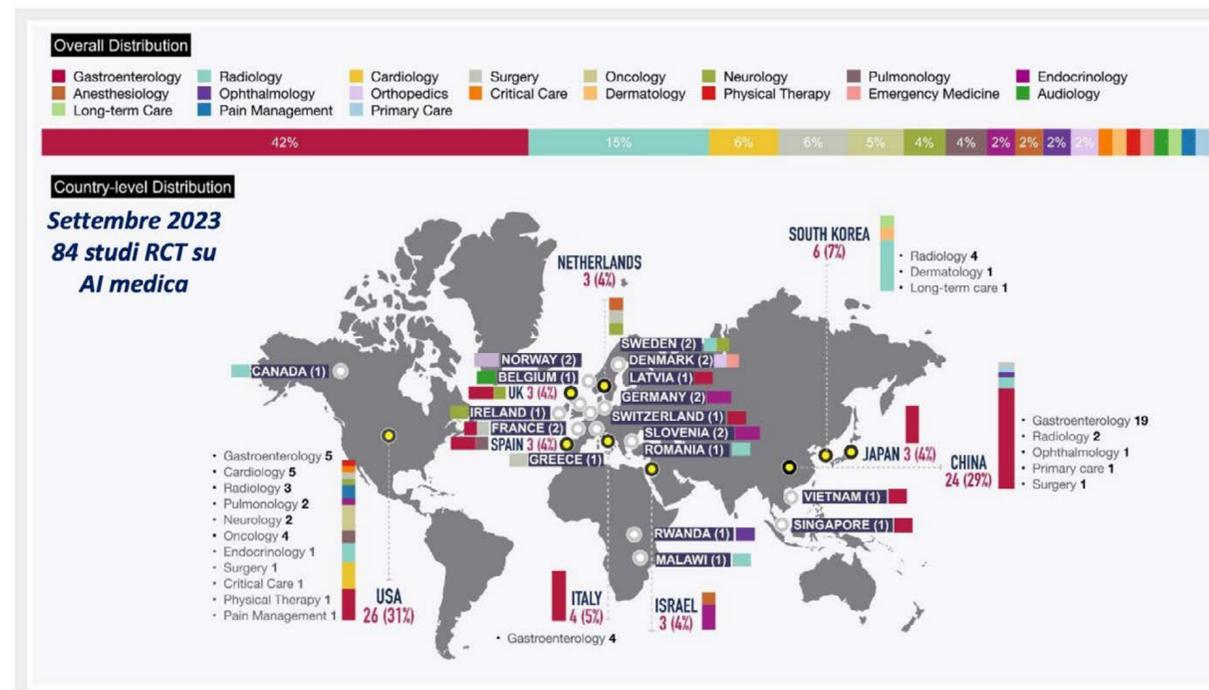 Overall Distribution
Gastroenterology Radiology Cardiology Surgery Oncology Neurology Pulmonology Endocrinology
Anesthesiology Ophthalmology Orthopedics Critical Care Dermatology Physical Therapy Emergency Medicine Audiology
Long-term Care Pain Management Primary Care
42% 15% 6% 6% 5% 4% 4% 2% 2% 2% 2%
Country-level Distribution
Settembre 2023
84 studi RCT su
AI medica
NETHERLANDS
3 (4%)
SOUTH KOREA
6 (7%)
• Radiology 4
• Dermatology 1
• Long-term care 1
SWEDEN (2)
NORWAY (2)
DENMARK (2)
CANADA (1)
BELGIUM (1)
LATVIA (1)
UK 3 (4%)
GERMANY (2)
IRELAND (1)
SWITZERLAND (1)
FRANCE (2)
SLOVENIA (2)
SPAIN 3 (4%)
ROMANIA (1)
GREECE (1)
JAPAN 3 (4%)
CHINA
24 (29%)
• Gastroenterology 19
• Radiology 2
• Ophthalmology 1
• Primary care 1
• Surgery 1
VIETNAM (1)
SINGAPORE (1)
RWANDA (1)
MALAWI (1)
• Gastroenterology 5
• Cardiology 5
• Radiology 3
• Pulmonology 2
• Neurology 2
• Oncology 4
• Endocrinology 1
• Surgery 1
• Critical Care 1
• Physical Therapy 1
• Pain Management 1
USA
26 (31%)
ITALY
4 (5%)
• Gastroenterology 4
ISRAEL
3 (4%)